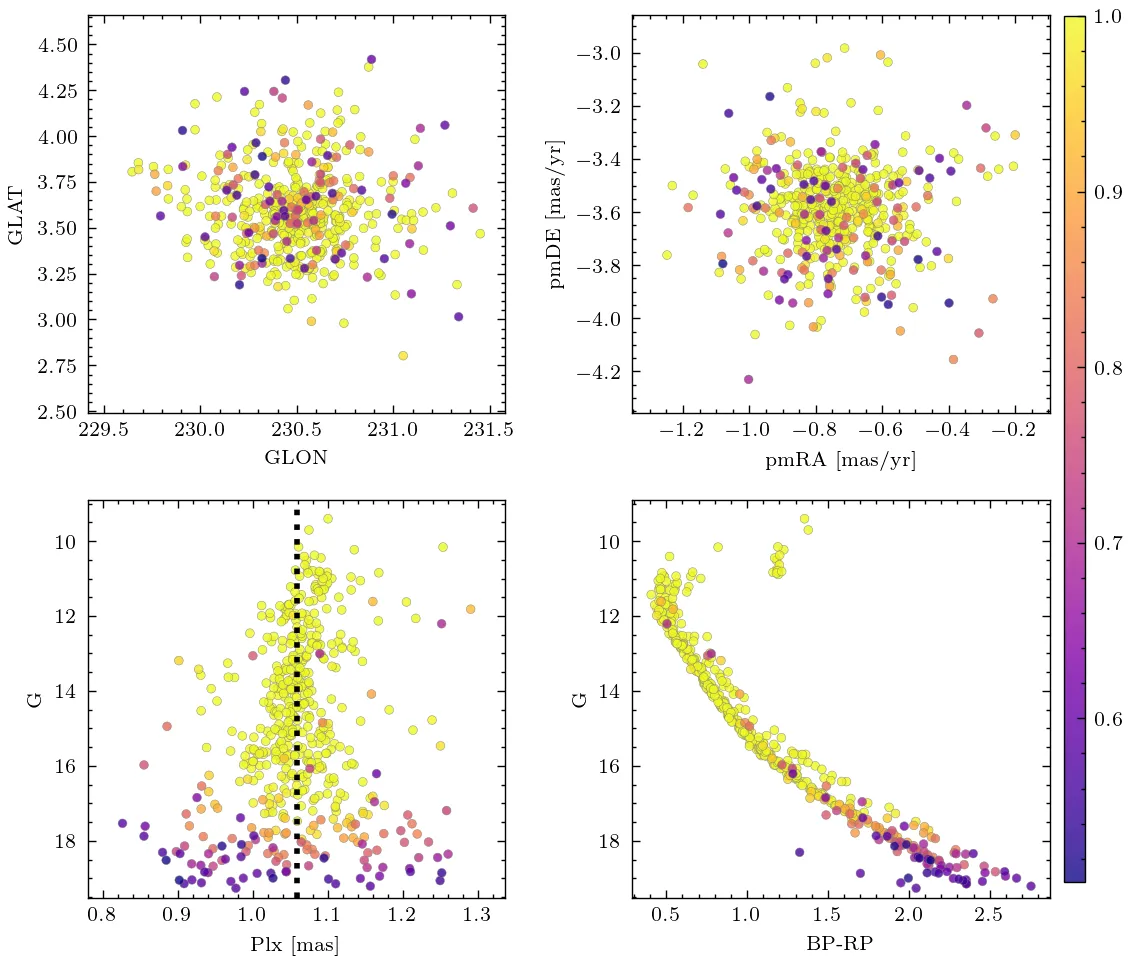 4.50
4.25
4.00
3.75
3.50
3.25
3.00
2.75
2.50
GLAT
229.5 230.0 230.5 231.0 231.5
GLON
−3.0
−3.2
−3.4
−3.6
−3.8
−4.0
−4.2
pmDE [mas/yr]
−1.2 −1.0 −0.8 −0.6 −0.4 −0.2
pmRA [mas/yr]
1.0
0.9
0.8
0.7
0.6
10
12
14
16
18
G
0.8 0.9 1.0 1.1 1.2 1.3
Plx [mas]
10
12
14
16
18
G
0.5 1.0 1.5 2.0 2.5
BP-RP